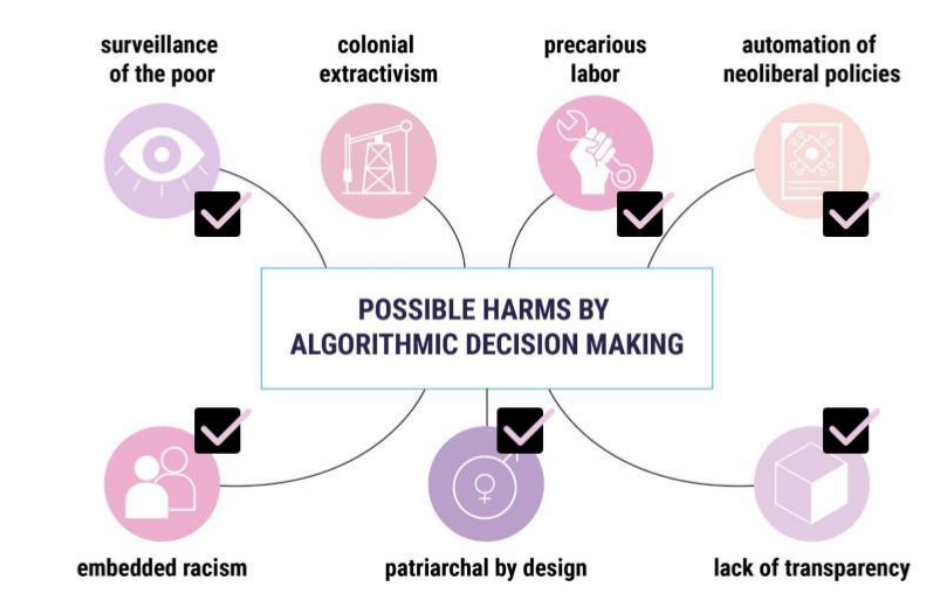 surveillance
of the poor
colonial
extractivism
precarious
labor
automation of
neoliberal policies
POSSIBLE HARMS BY
ALGORITHMIC DECISION MAKING
embedded racism
patriarchal by design
lack of transparency